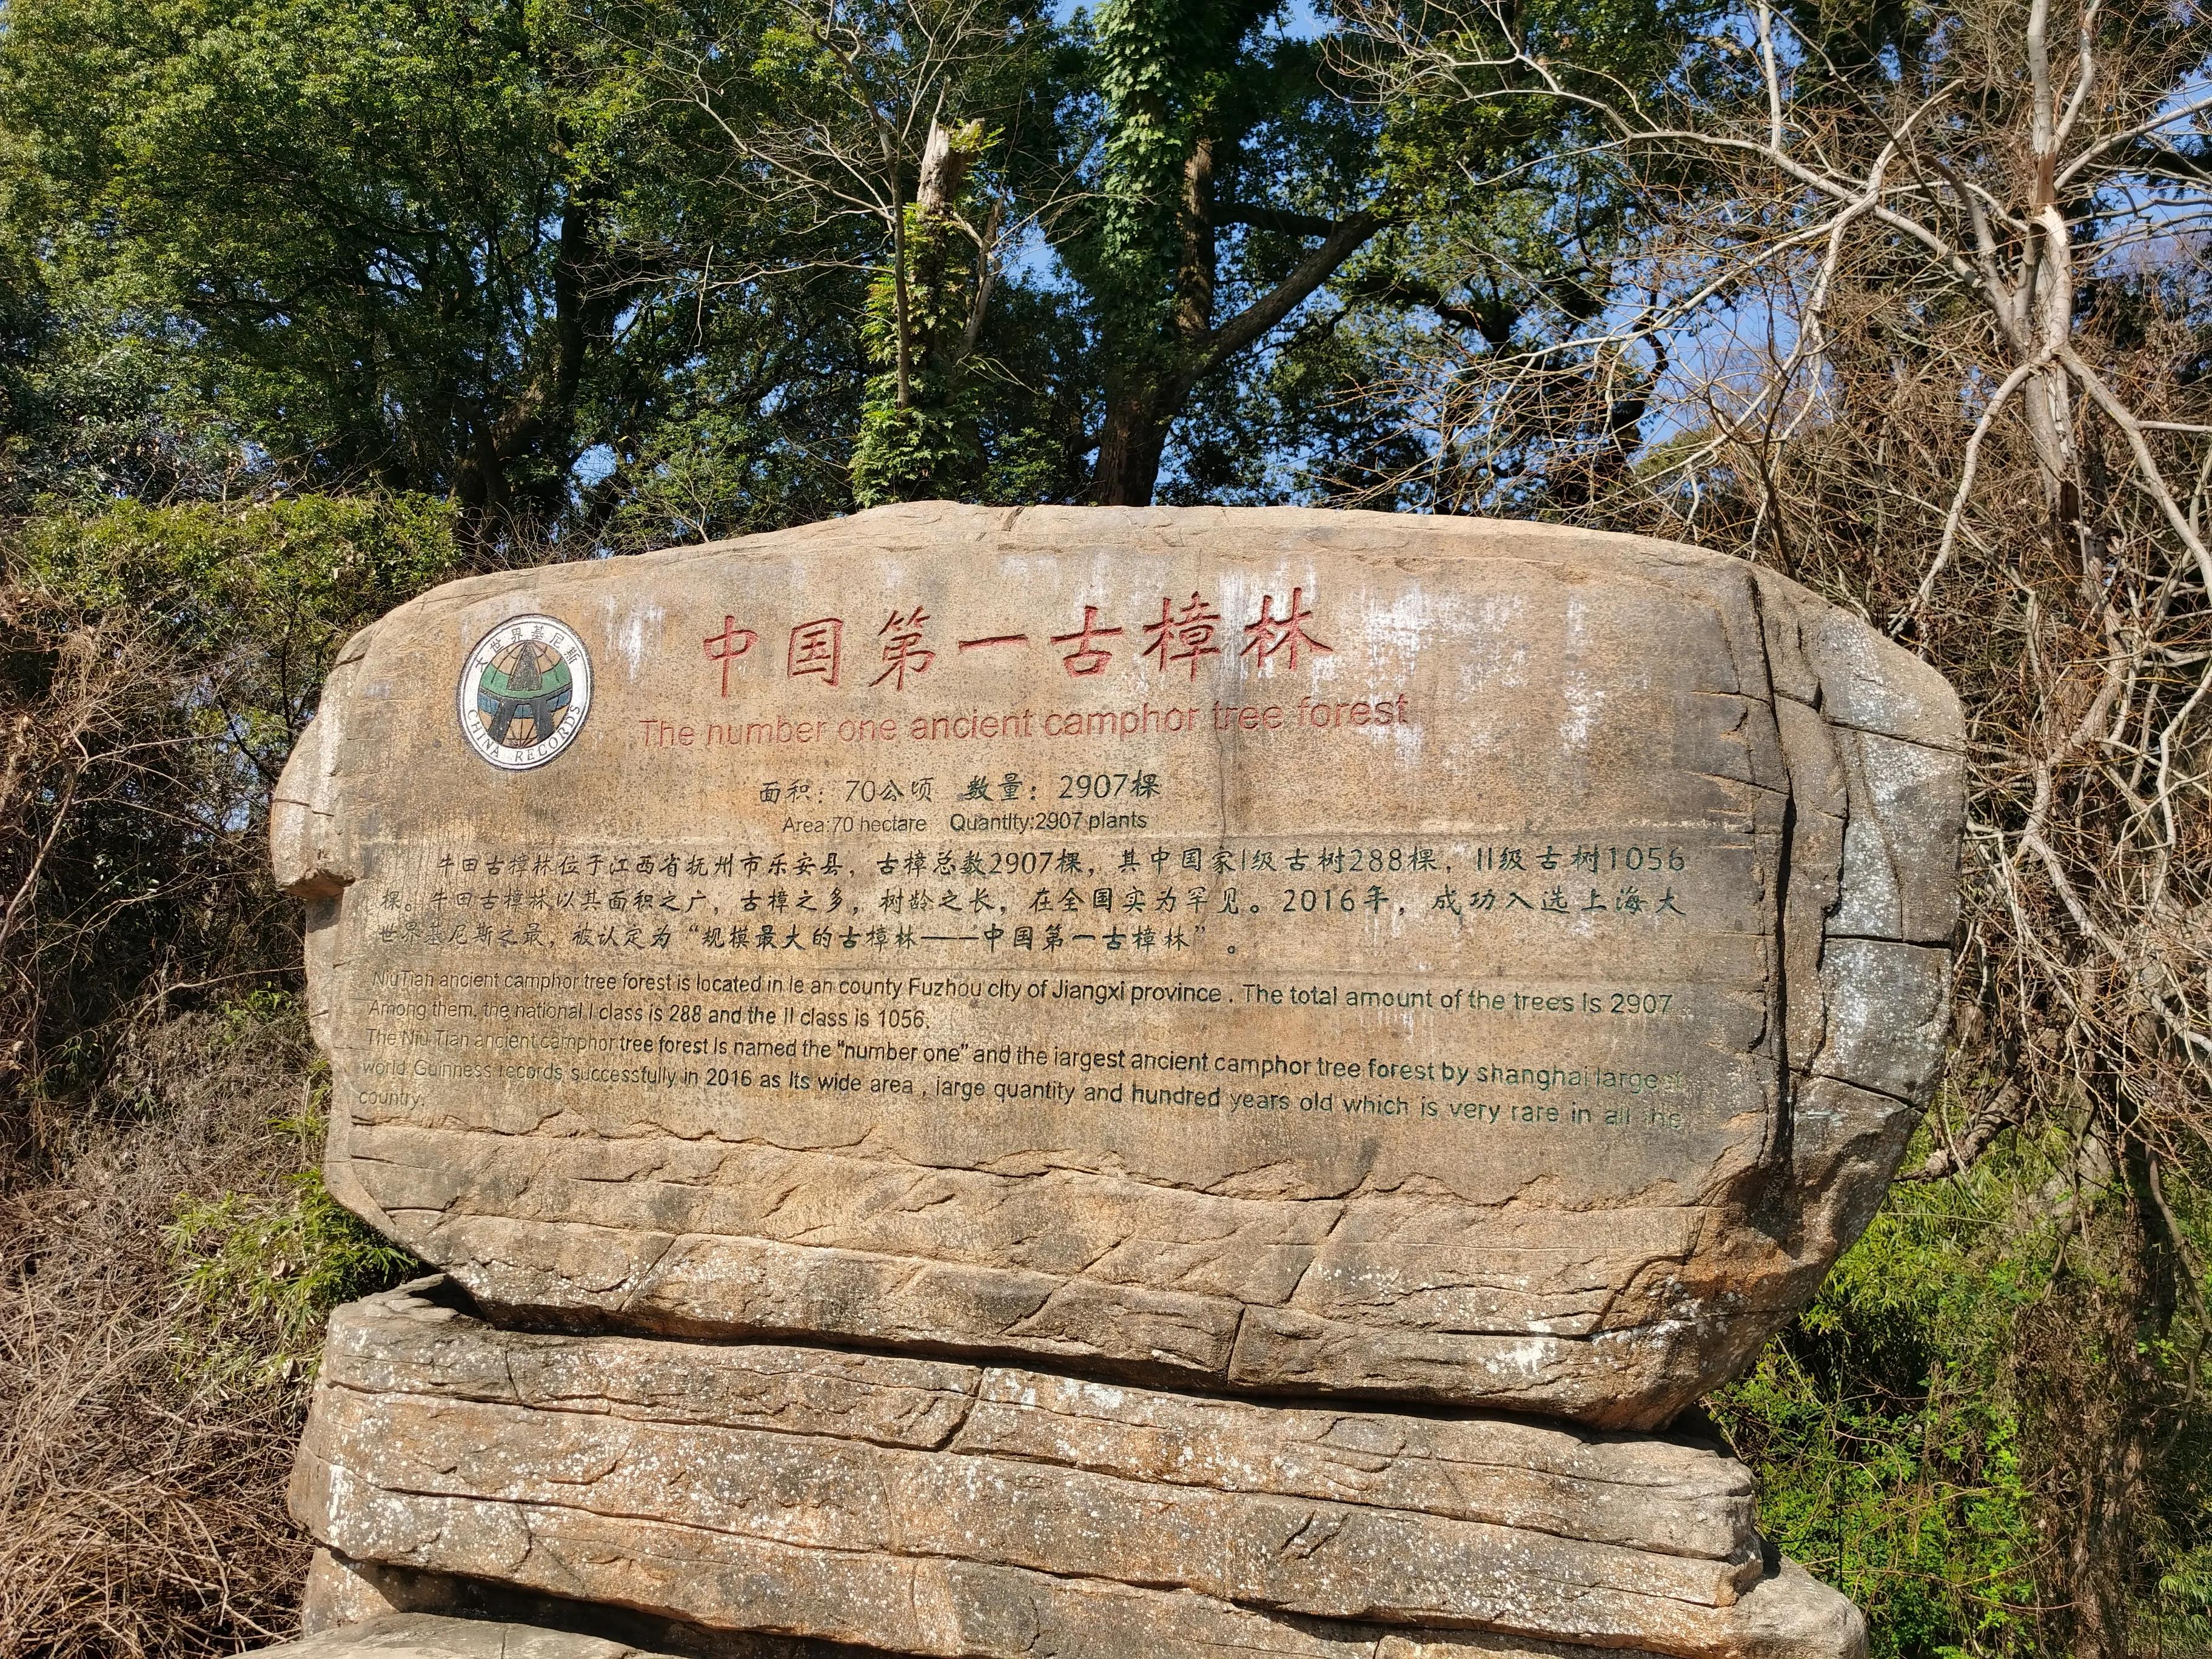 大世界基尼斯
CHINA RECORDS
中国第一古樟林
The number one ancient camphor tree forest
面积：70公顷 数量：2907棵
Area:70 hectare Quantity:2907 plants
牛田古樟林位于江西省抚州市乐安县，古樟总数2907棵，其中国家I级古树288棵，II级古树1056
棵。牛田古樟林以其面积之广，古樟之多，树龄之长，在全国实为罕见。2016年，成功入选上海大
世界基尼斯之最，被认定为“规模最大的古樟林——中国第一古樟林”。
NiuTian ancient camphor tree forest is located in le an county Fuzhou city of Jiangxi province . The total amount of the trees is 2907 .
Among them, the national I class is 288 and the II class is 1056.
The Niu Tian ancient camphor tree forest is named the "number one" and the largest ancient camphor tree forest by shanghai largest
world Guinness records successfully in 2016 as its wide area , large quantity and hundred years old which is very rare in all the
country.